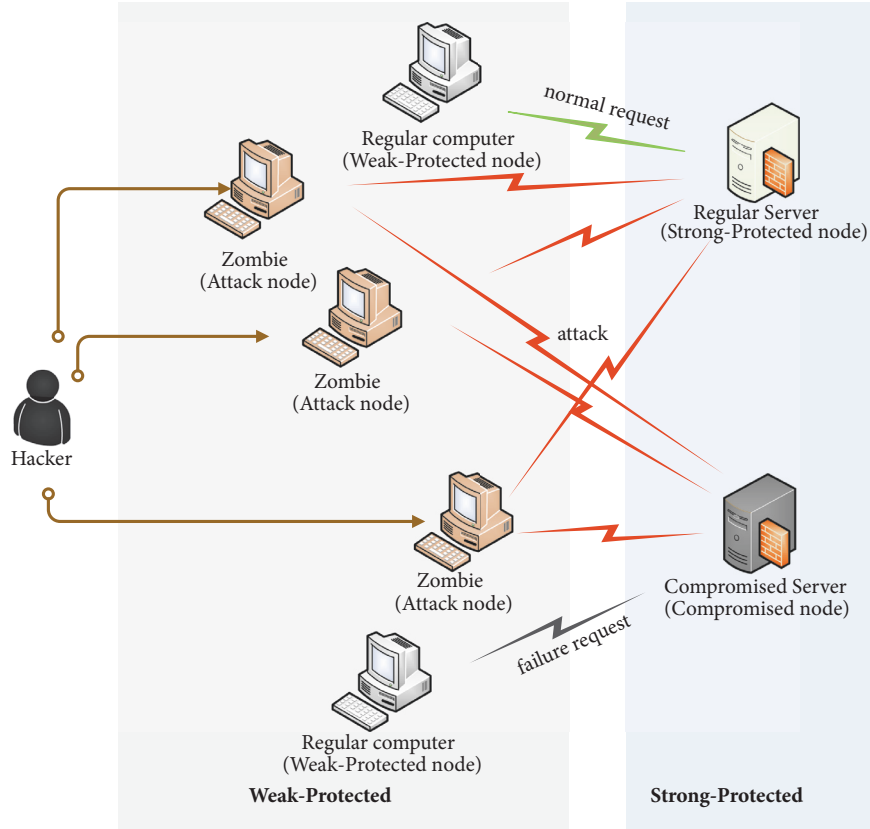 normal request
Regular computer
(Weak-Protected node)
Regular Server
(Strong-Protected node)
Zombie
(Attack node)
attack
Zombie
(Attack node)
Hacker
Zombie
(Attack node)
Compromised Server
(Compromised node)
failure request
Regular computer
(Weak-Protected node)
Weak-Protected
Strong-Protected